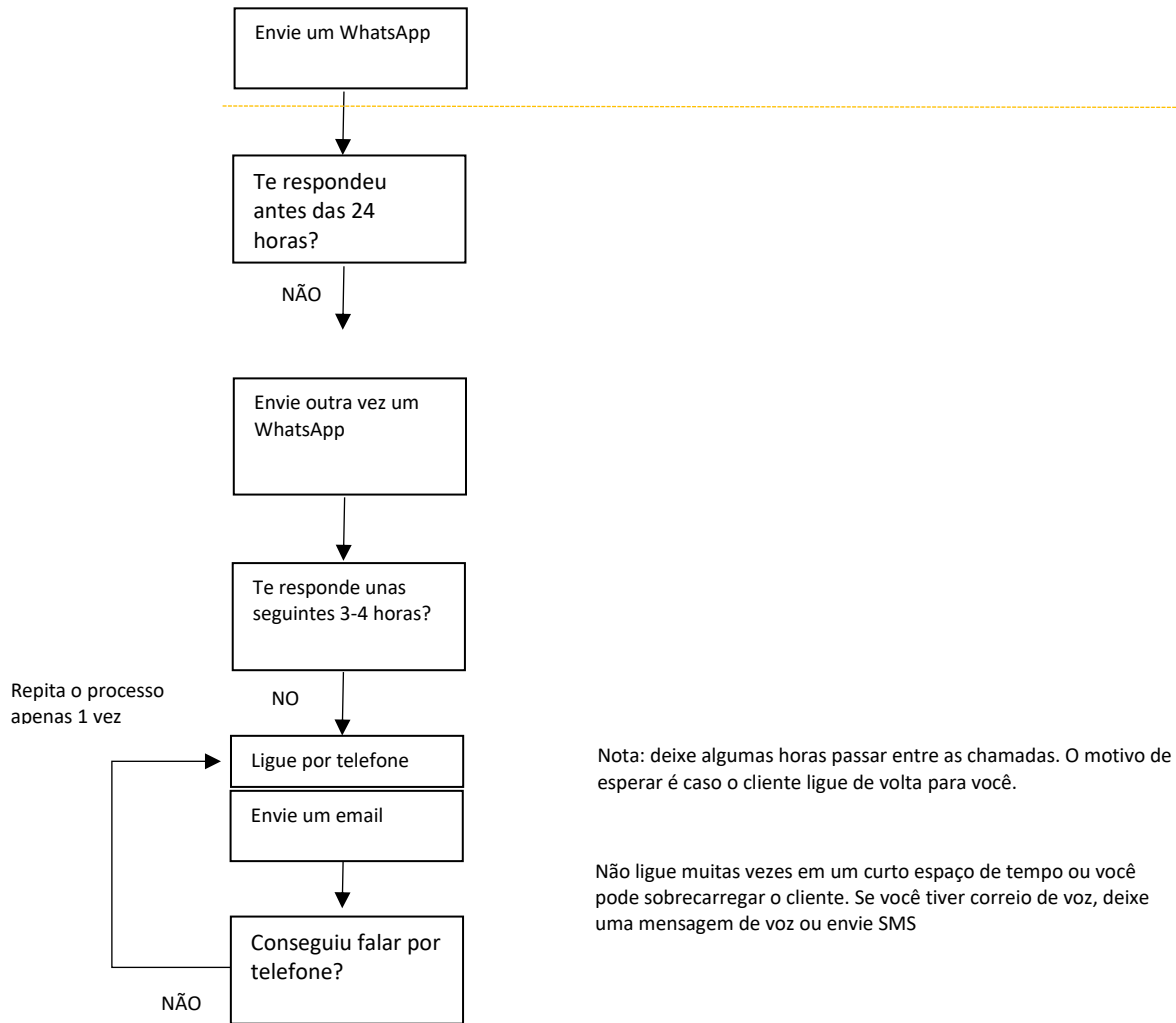 Envie um WhatsApp
Te respondeu
antes das 24
horas?
NÃO
Envie outra vez um
WhatsApp
Te responde unas
seguintes 3-4 horas?
NO
Repita o processo
apenas 1 vez
Ligue por telefone
Envie um email
Nota: deixe algumas horas passar entre as chamadas. O motivo de
esperar é caso o cliente ligue de volta para você.
Não ligue muitas vezes em um curto espaço de tempo ou você
pode sobrecarregar o cliente. Se você tiver correio de voz, deixe
uma mensagem de voz ou envie SMS
Conseguiu falar por
telefone?
NÃO